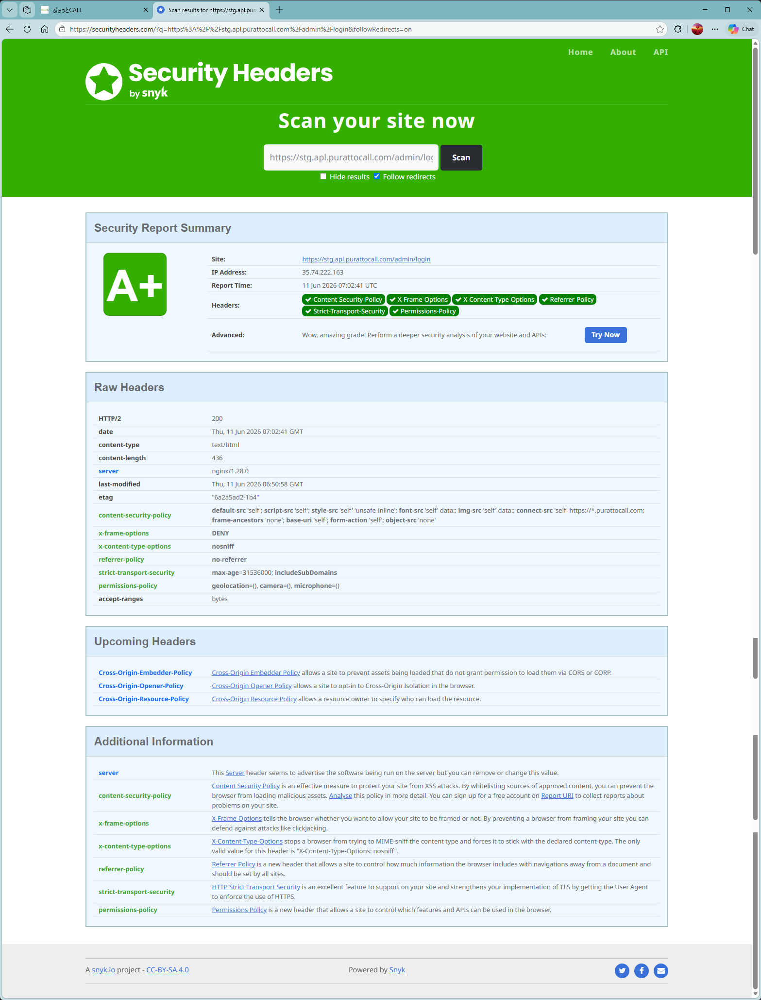 ぷらっとCALL
Scan results for https://stg.apl.pura
https://securityheaders.com/?q=https%3A%2F%2Fstg.apl.purattocall.com%2Fadmin%2Flogin&followRedirects=on
Chat
Home About API
Security Headers
by snyk
Scan your site now
https://stg.apl.purattocall.com/admin/log
Scan
Hide results Follow redirects
Security Report Summary
A+
Site: https://stg.apl.purattocall.com/admin/login
IP Address: 35.74.222.163
Report Time: 11 Jun 2026 07:02:41 UTC
Headers: Content-Security-Policy X-Frame-Options X-Content-Type-Options Referrer-Policy
Strict-Transport-Security Permissions-Policy
Advanced: Wow, amazing grade! Perform a deeper security analysis of your website and APIs: Try Now
Raw Headers
HTTP/2 200
date Thu, 11 Jun 2026 07:02:41 GMT
content-type text/html
content-length 436
server nginx/1.28.0
last-modified Thu, 11 Jun 2026 06:50:58 GMT
etag "6a2a5ad2-1b4"
content-security-policy default-src 'self'; script-src 'self'; style-src 'self' 'unsafe-inline'; font-src 'self' data:; img-src 'self' data:; connect-src 'self' https://*.purattocall.com;
frame-ancestors 'none'; base-uri 'self'; form-action 'self'; object-src 'none'
x-frame-options DENY
x-content-type-options nosniff
referrer-policy no-referrer
strict-transport-security max-age=31536000; includeSubDomains
permissions-policy geolocation=(), camera=(), microphone=()
accept-ranges bytes
Upcoming Headers
Cross-Origin-Embedder-Policy Cross-Origin Embedder Policy allows a site to prevent assets being loaded that do not grant permission to load them via CORS or CORP.
Cross-Origin-Opener-Policy Cross-Origin Opener Policy allows a site to opt-in to Cross-Origin Isolation in the browser.
Cross-Origin-Resource-Policy Cross-Origin Resource Policy allows a resource owner to specify who can load the resource.
Additional Information
server This Server header seems to advertise the software being run on the server but you can remove or change this value.
content-security-policy Content Security Policy is an effective measure to protect your site from XSS attacks. By whitelisting sources of approved content, you can prevent the
browser from loading malicious assets. Analyse this policy in more detail. You can sign up for a free account on Report URI to collect reports about
problems on your site.
x-frame-options X-Frame-Options tells the browser whether you want to allow your site to be framed or not. By preventing a browser from framing your site you can
defend against attacks like clickjacking.
x-content-type-options X-Content-Type-Options stops a browser from trying to MIME-sniff the content type and forces it to stick with the declared content-type. The only
valid value for this header is "X-Content-Type-Options: nosniff".
referrer-policy Referrer Policy is a new header that allows a site to control how much information the browser includes with navigations away from a document and
should be set by all sites.
strict-transport-security HTTP Strict Transport Security is an excellent feature to support on your site and strengthens your implementation of TLS by getting the User Agent
to enforce the use of HTTPS.
permissions-policy Permissions Policy is a new header that allows a site to control which features and APIs can be used in the browser.
A snyk.io project - CC-BY-SA 4.0 Powered by Snyk